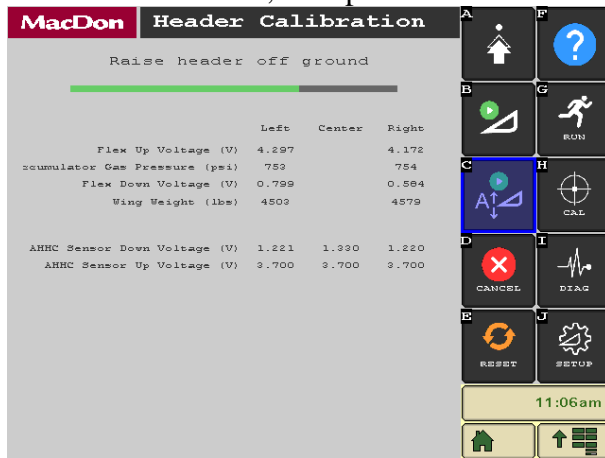 MacDon Header Calibration
Raise header off ground
Left Center Right
Flex Up Voltage (V) 4.297 4.172
Gas Pressure (psi) 753 754
Flex Down Voltage (V) 0.799 0.584
Wing Weight (lbs) 4503 4579
AHHC Sensor Down Voltage (V) 1.221 1.330 1.220
AHHC Sensor Up Voltage (V) 3.700 3.700 3.700
A F
?
B G
RUN
C H
A
CAL
D I
CANCEL DIAG
E J
RESET SETUP
11:06am